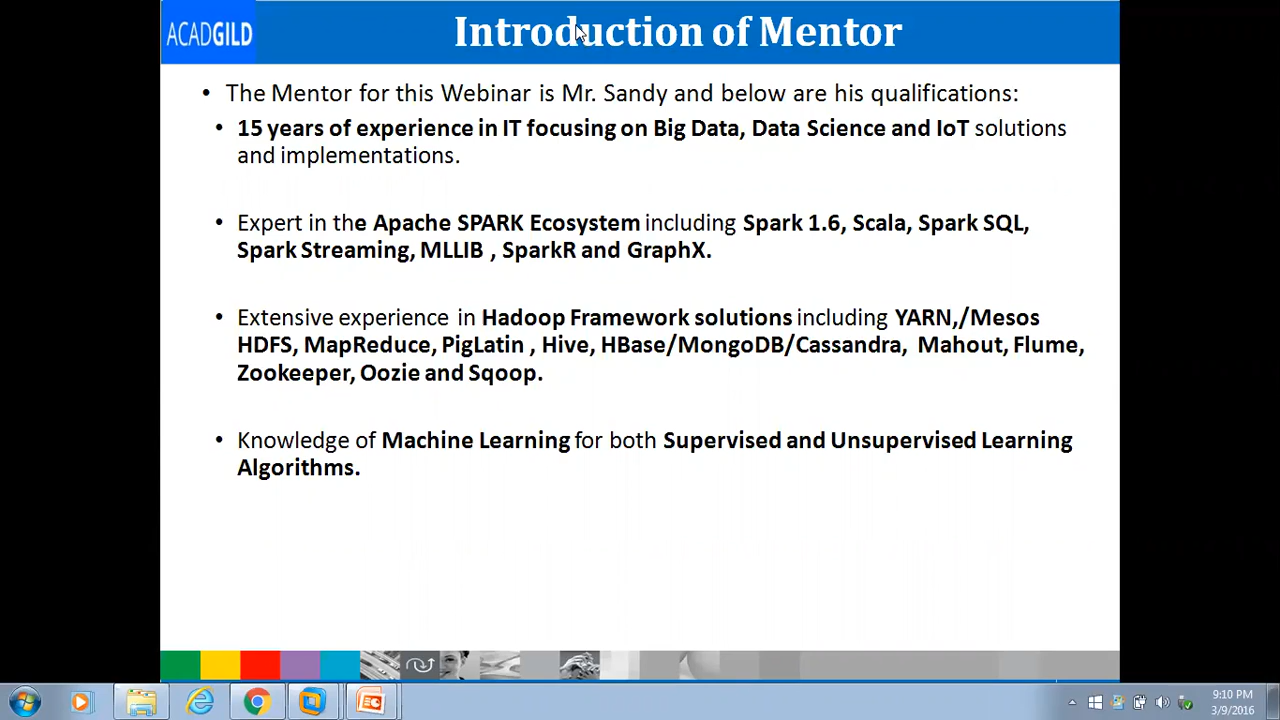 ACADGILD
Introduction of Mentor
• The Mentor for this Webinar is Mr. Sandy and below are his qualifications:
• 15 years of experience in IT focusing on Big Data, Data Science and IoT solutions
and implementations.
• Expert in the Apache SPARK Ecosystem including Spark 1.6, Scala, Spark SQL,
Spark Streaming, MLLIB , SparkR and GraphX.
• Extensive experience in Hadoop Framework solutions including YARN,/Mesos
HDFS, MapReduce, PigLatin , Hive, HBase/MongoDB/Cassandra, Mahout, Flume,
Zookeeper, Oozie and Sqoop.
• Knowledge of Machine Learning for both Supervised and Unsupervised Learning
Algorithms.
9:10 PM
3/9/2016